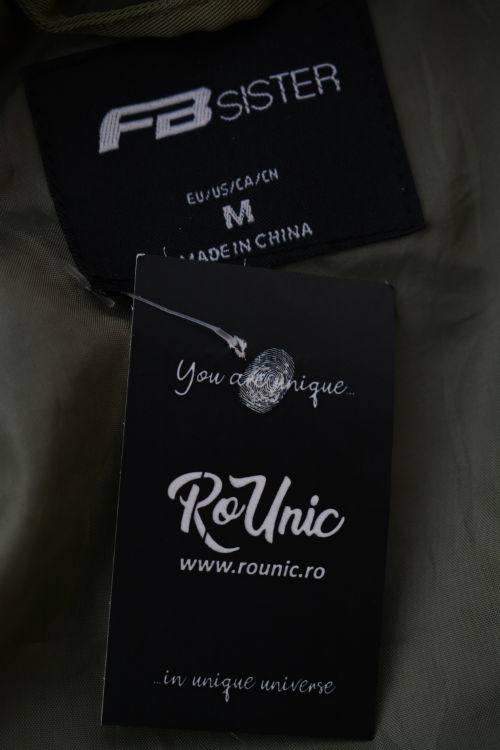 FB SISTER
EU/US/CA/CN
M
MADE IN CHINA
You are unique...
RoUnic
www.rounic.ro
...in unique universe